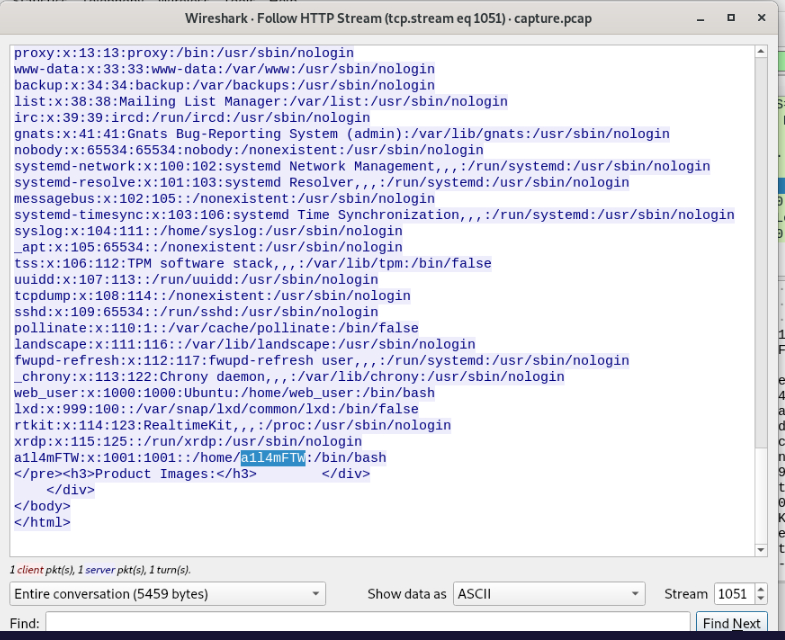 Wireshark · Follow HTTP Stream (tcp.stream eq 1051) · capture.pcap
proxy:x:13:13:proxy:/bin:/usr/sbin/nologin
www-data:x:33:33:www-data:/var/www:/usr/sbin/nologin
backup:x:34:34:backup:/var/backups:/usr/sbin/nologin
list:x:38:38:Mailing List Manager:/var/list:/usr/sbin/nologin
irc:x:39:39:ircd:/run/ircd:/usr/sbin/nologin
gnats:x:41:41:Gnats Bug-Reporting System (admin):/var/lib/gnats:/usr/sbin/nologin
nobody:x:65534:65534:nobody:/nonexistent:/usr/sbin/nologin
systemd-network:x:100:102:systemd Network Management,,,:/run/systemd:/usr/sbin/nologin
systemd-resolve:x:101:103:systemd Resolver,,,:/run/systemd:/usr/sbin/nologin
messagebus:x:102:105::/nonexistent:/usr/sbin/nologin
systemd-timesync:x:103:106:systemd Time Synchronization,,,:/run/systemd:/usr/sbin/nologin
syslog:x:104:111::/home/syslog:/usr/sbin/nologin
_apt:x:105:65534::/nonexistent:/usr/sbin/nologin
tss:x:106:112:TPM software stack,,,:/var/lib/tpm:/bin/false
uuidd:x:107:113::/run/uuidd:/usr/sbin/nologin
tcpdump:x:108:114::/nonexistent:/usr/sbin/nologin
sshd:x:109:65534::/run/sshd:/usr/sbin/nologin
pollinate:x:110:1::/var/cache/pollinate:/bin/false
landscape:x:111:116::/var/lib/landscape:/usr/sbin/nologin
fwupd-refresh:x:112:117:fwupd-refresh user,,,:/run/systemd:/usr/sbin/nologin
_chrony:x:113:122:Chrony daemon,,,:/var/lib/chrony:/usr/sbin/nologin
web_user:x:1000:1000:Ubuntu:/home/web_user:/bin/bash
lxd:x:999:100::/var/snap/lxd/common/lxd:/bin/false
rtkit:x:114:123:RealtimeKit,,,:/proc:/usr/sbin/nologin
xrdp:x:115:125::/run/xrdp:/usr/sbin/nologin
a1l4mFTW:x:1001:1001::/home/a1l4mFTW:/bin/bash
</pre><h3>Product Images:</h3>        </div>
    </div>
</body>
</html>
1 client pkt(s), 1 server pkt(s), 1 turn(s).
Entire conversation (5459 bytes) Show data as ASCII Stream 1051
Find: Find Next